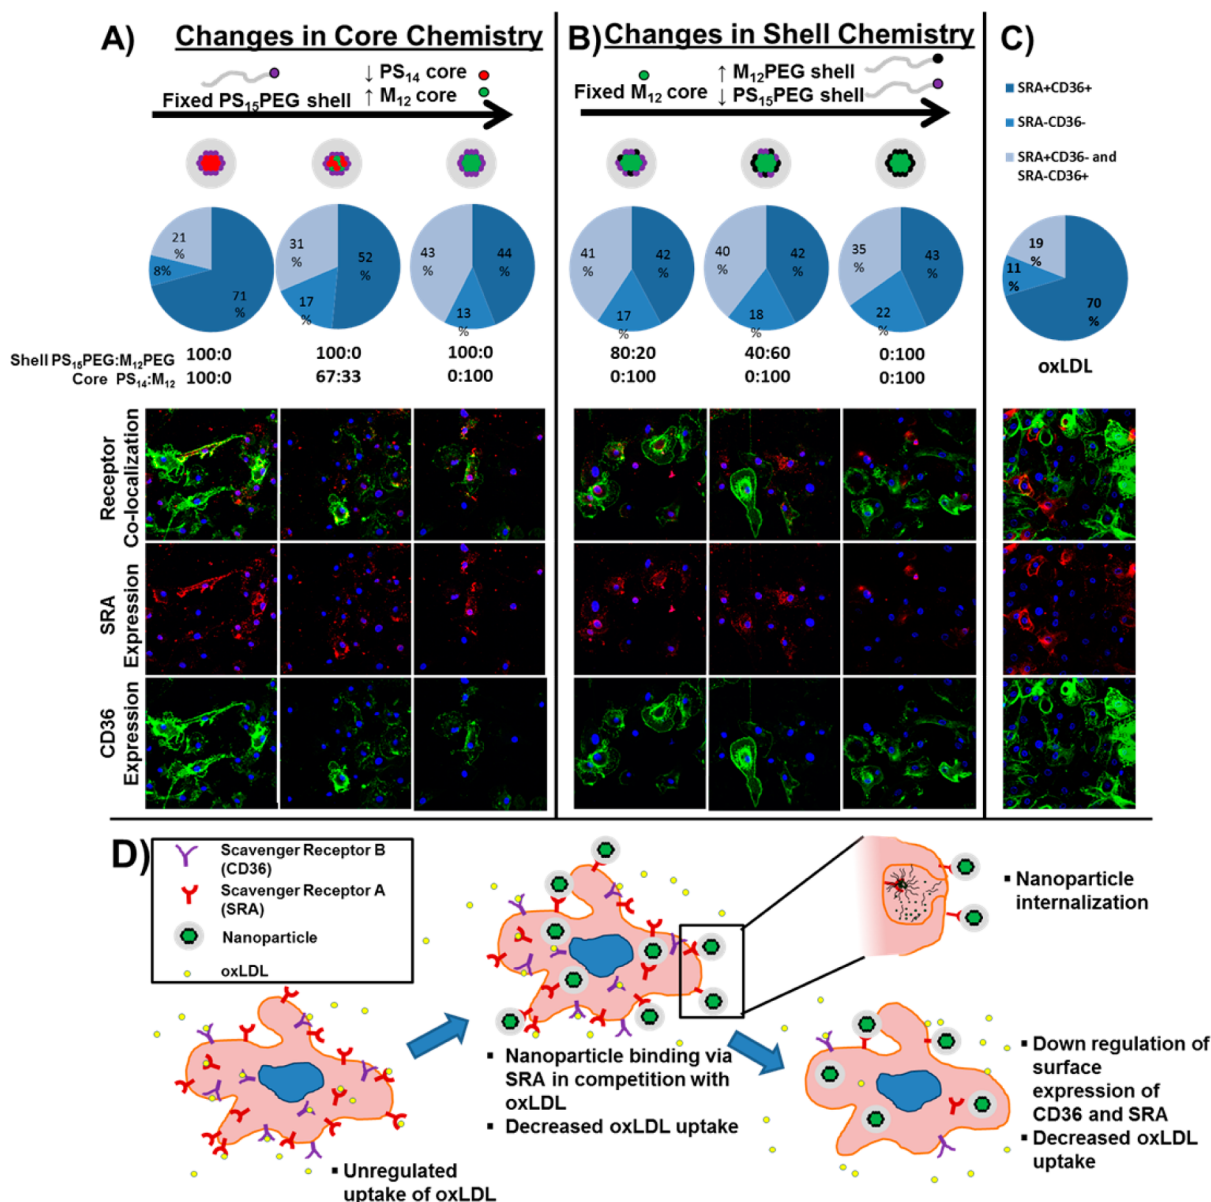 A)
Changes in Core Chemistry
Fixed PS15PEG shell
↓ PS14 core
↑ M12 core
21
%
8%
71
%
31
%
52
%
17
%
43
%
44
%
13
%
Shell PS15PEG:M12PEG
100:0
100:0
100:0
Core PS14:M12
100:0
67:33
0:100
B)
Changes in Shell Chemistry
Fixed M12 core
↑ M12PEG shell
↓ PS15PEG shell
41
%
42
%
17
%
40
%
42
%
18
%
35
%
43
%
22
%
80:20
40:60
0:100
0:100
0:100
0:100
C)
SRA+CD36+
SRA-CD36-
SRA+CD36- and
SRA-CD36+
19
%
11
%
70
%
oxLDL
Receptor
Co-localization
SRA
Expression
CD36
Expression
D)
Scavenger Receptor B
(CD36)
Scavenger Receptor A
(SRA)
Nanoparticle
oxLDL
▪ Unregulated
uptake of oxLDL
▪ Nanoparticle binding via
SRA in competition with
oxLDL
▪ Decreased oxLDL uptake
▪ Nanoparticle
internalization
▪ Down regulation of
surface
expression of
CD36 and SRA
▪ Decreased oxLDL
uptake